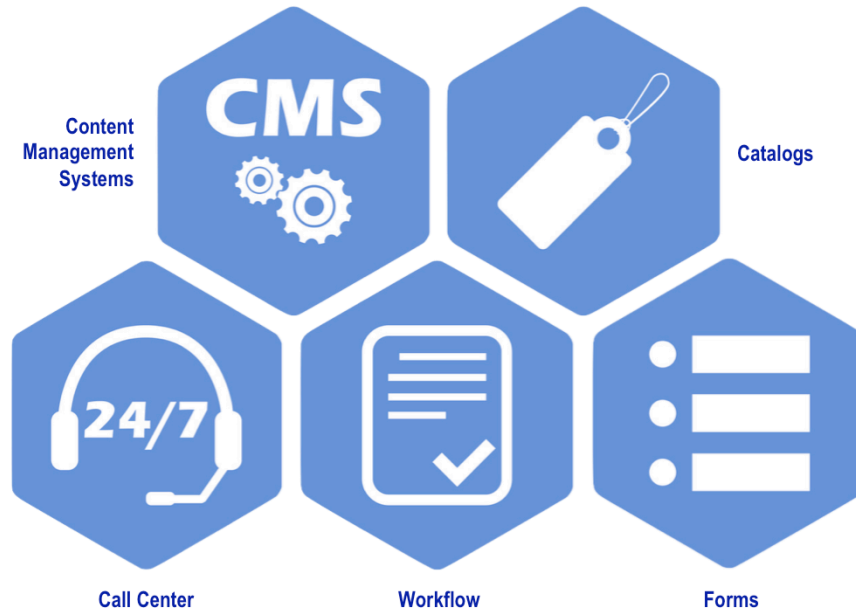 CMS
Content
Management
Systems
Catalogs
24/7
Call Center
Workflow
Forms